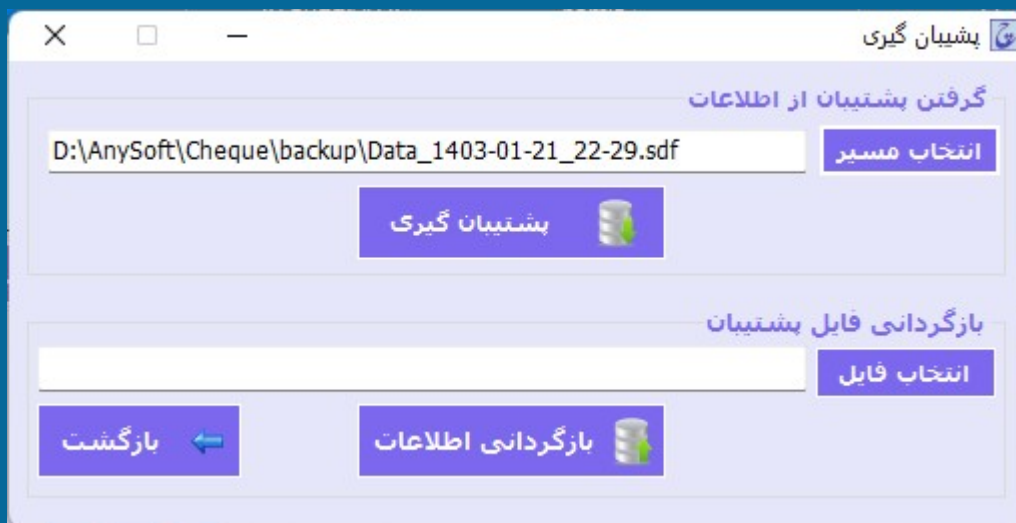 پشیبان گیری
گرفتن پشتیبان از اطلاعات
انتخاب مسیر
D:\AnySoft\Cheque\backup\Data_1403-01-21_22-29.sdf
پشتیبان گیری
بازگردانی فایل پشتیبان
انتخاب فایل
بازگردانی اطلاعات
بازگشت